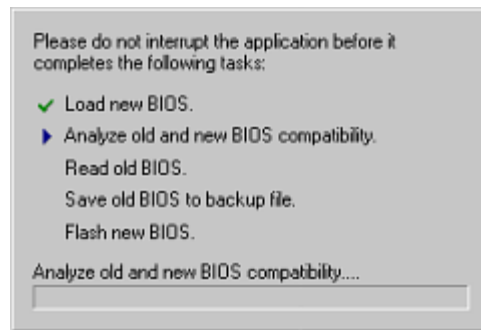 Please do not interrupt the application before it
completes the following tasks:
Load new BIOS.
Analyze old and new BIOS compatibility.
Read old BIOS.
Save old BIOS to backup file.
Flash new BIOS.
Analyze old and new BIOS compatibility....